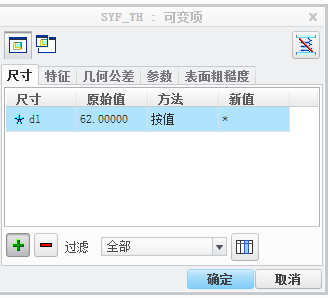 SYF_TH : 可变项
尺寸 特征 几何公差 参数 表面粗糙度
尺寸 原始值 方法 新值
* d1 62.00000 按值 *
过滤 全部
确定 取消